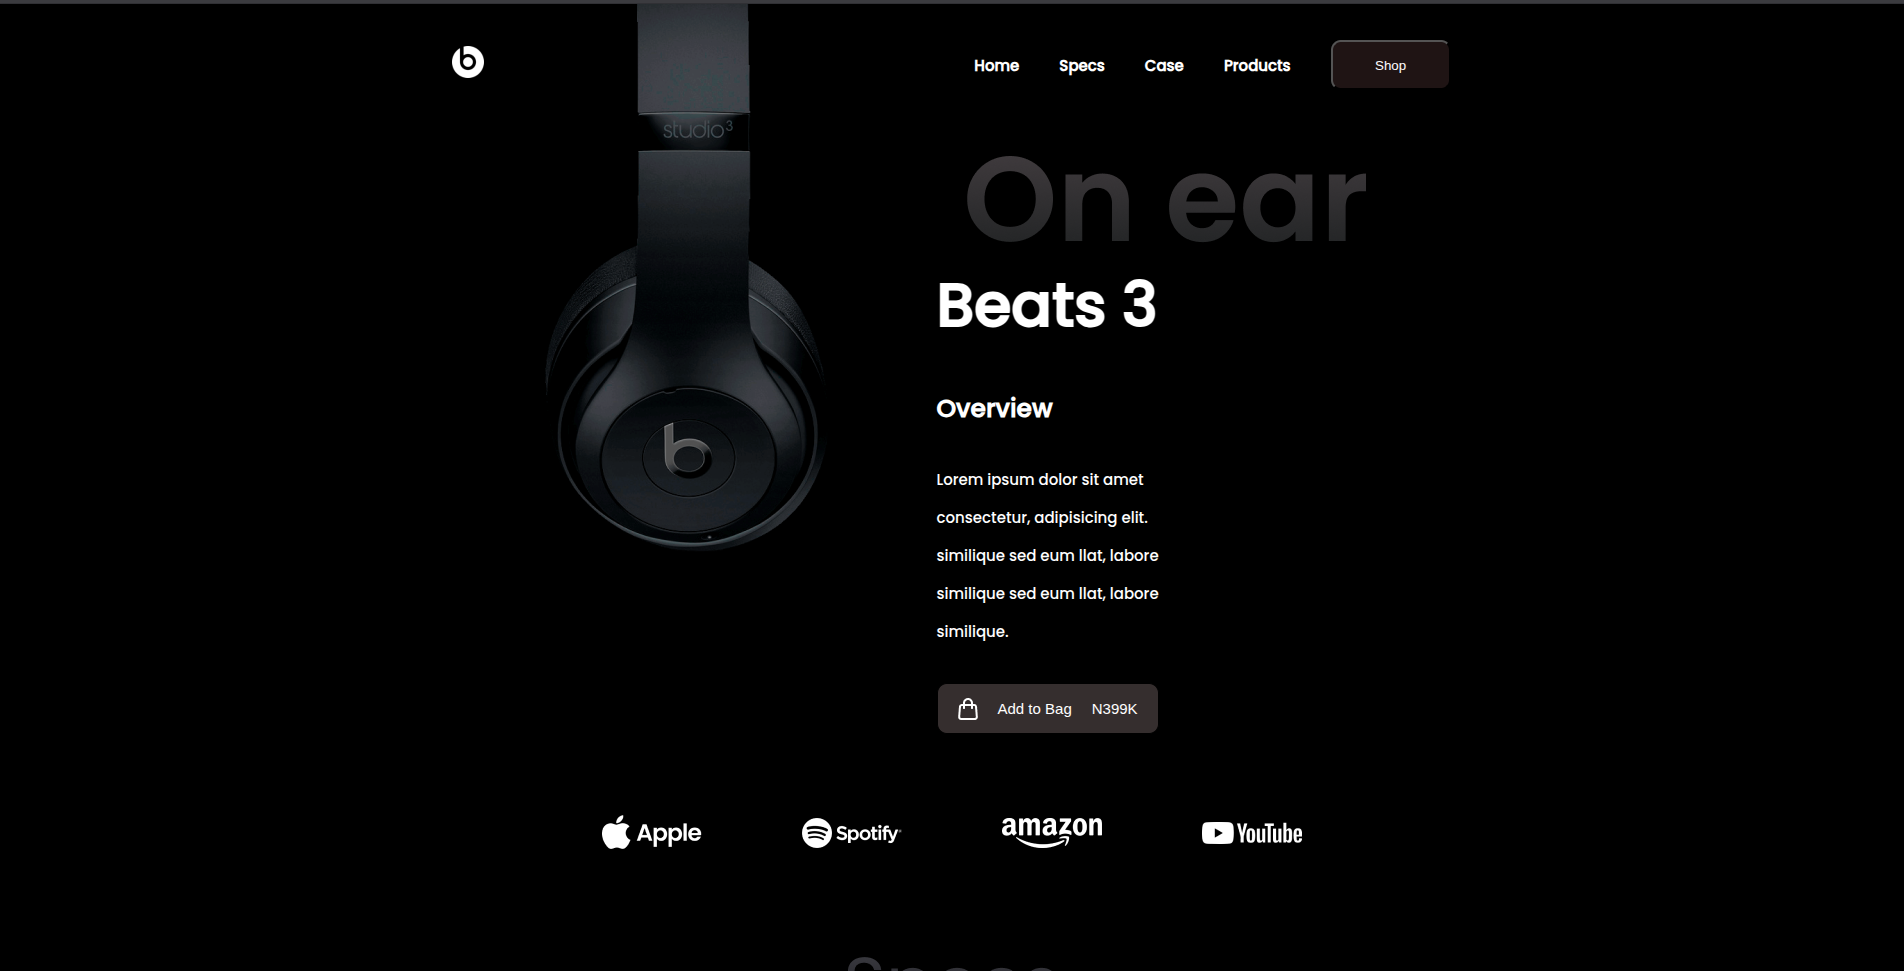 Home Specs Case Products Shop
studio3
On ear
Beats 3
Overview
Lorem ipsum dolor sit amet
consectetur, adipisicing elit.
similique sed eum llat, labore
similique sed eum llat, labore
similique.
Add to Bag N399K
Apple Spotify amazon YouTube
Specs